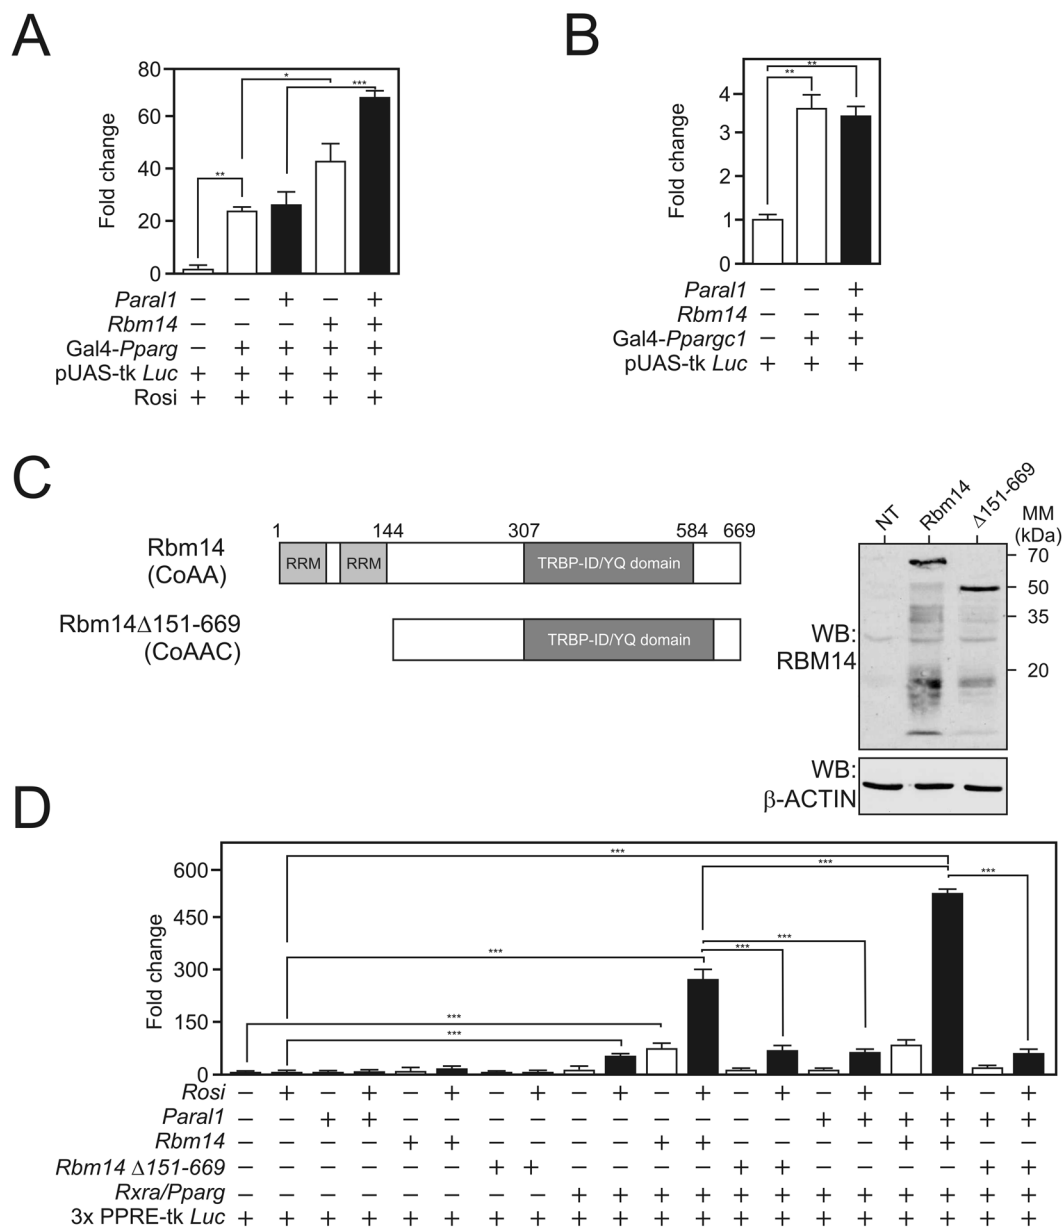 A
80
60
40
20
0
Fold change
*
***
**
Paral1 – – + – +
Rbm14 – – – + +
Gal4-Pparg – + + + +
pUAS-tk Luc + + + + +
Rosi + + + + +
B
4
3
2
1
0
Fold change
**
**
Paral1 – – +
Rbm14 – – +
Gal4-Ppargc1 – + +
pUAS-tk Luc + + +
C
1 144 307 584 669
Rbm14
(CoAA)
RRM RRM TRBP-ID/YQ domain
Rbm14Δ151-669
(CoAAC)
TRBP-ID/YQ domain
NT Rbm14 Δ151-669
MM
(kDa)
70
50
35
20
WB:
RBM14
WB:
β-ACTIN
D
600
450
300
150
0
Fold change
***
***
***
***
***
***
***
***
Rosi – + – + – + – + – + – + – + – + – + – +
Paral1 – – + + – – – – – – – – – – + + + + + +
Rbm14 – – – – + + – – – – + + – – – – + + – –
Rbm14 Δ151-669 – – – – – – + + – – – – + + – – – – + +
Rxra/Pparg – – – – – – – – + + + + + + + + + + + +
3x PPRE-tk Luc + + + + + + + + + + + + + + + + + + + +